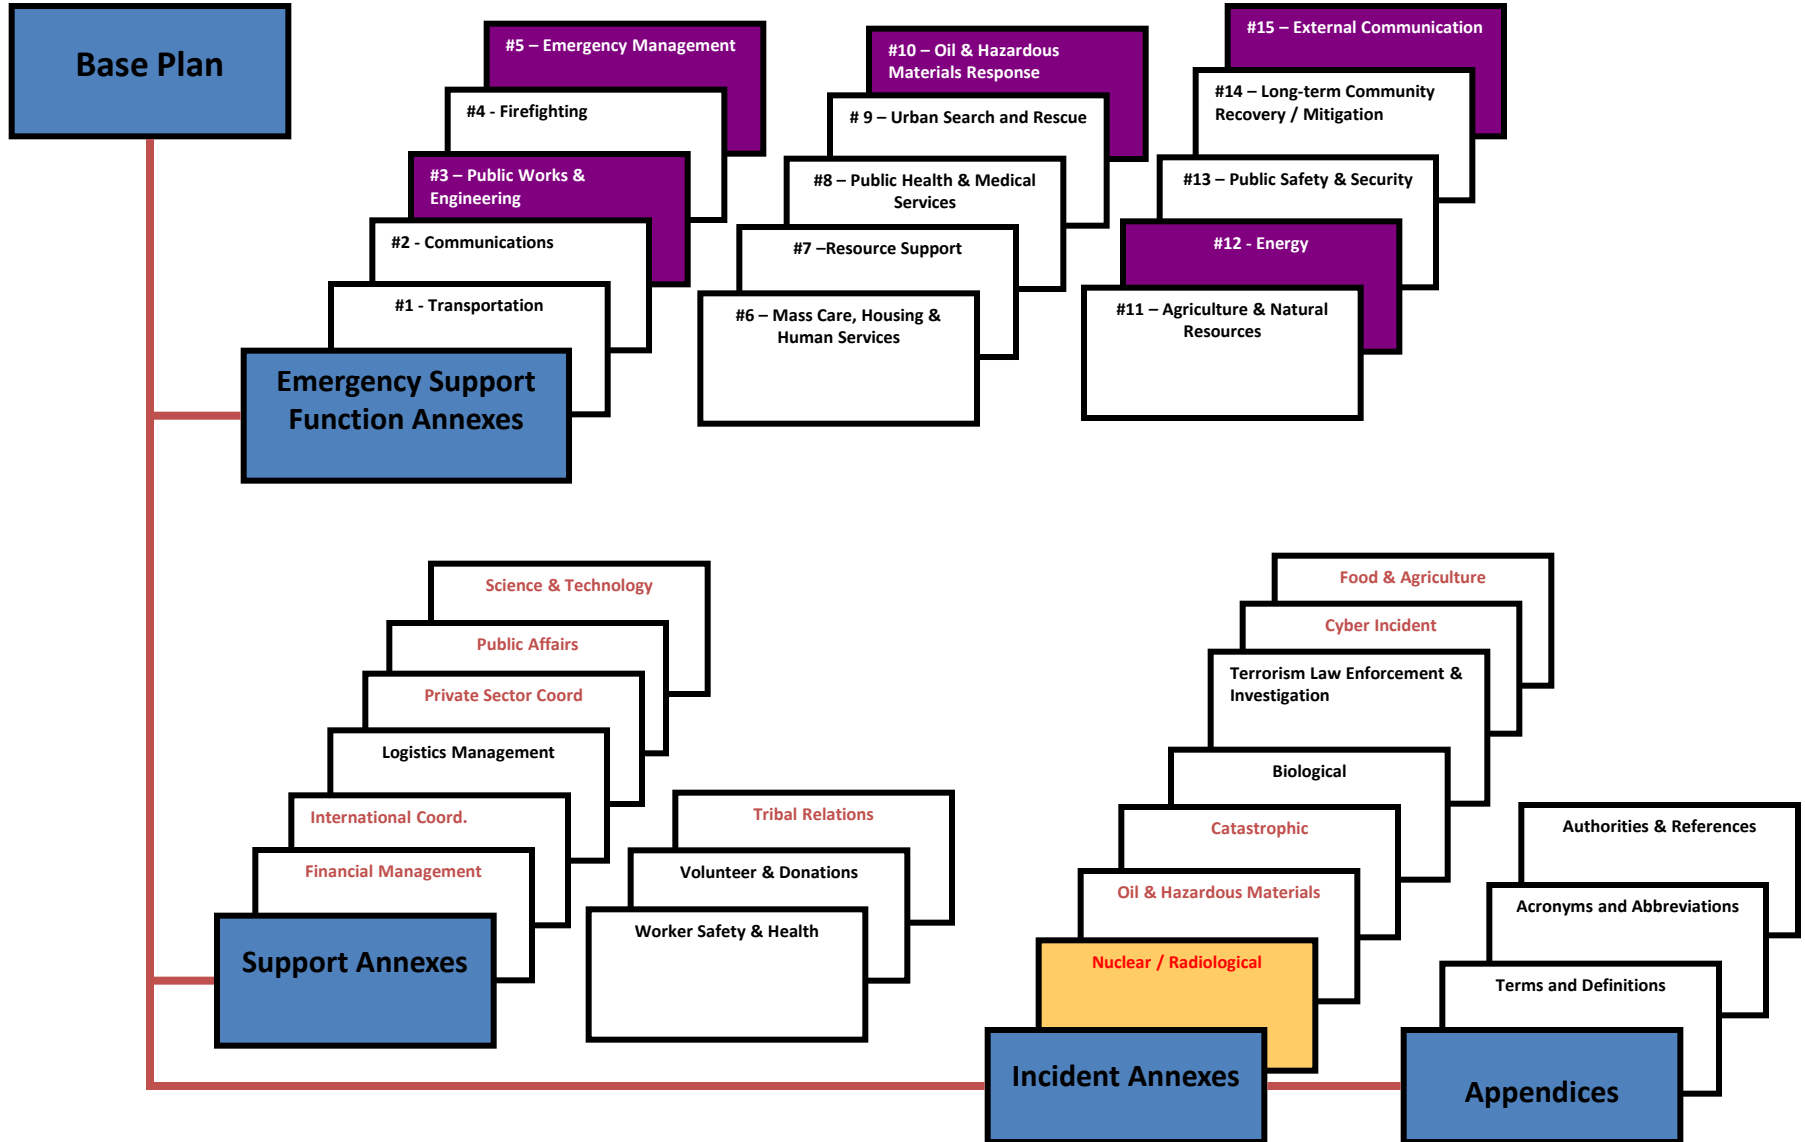 Base Plan
#5 – Emergency Management
#4 - Firefighting
#3 – Public Works &
Engineering
#2 - Communications
#1 - Transportation
Emergency Support
Function Annexes
#10 – Oil & Hazardous
Materials Response
# 9 – Urban Search and Rescue
#8 – Public Health & Medical
Services
#7 –Resource Support
#6 – Mass Care, Housing &
Human Services
#15 – External Communication
#14 – Long-term Community
Recovery / Mitigation
#13 – Public Safety & Security
#12 - Energy
#11 – Agriculture & Natural
Resources
Science & Technology
Public Affairs
Private Sector Coord
Logistics Management
International Coord.
Financial Management
Support Annexes
Tribal Relations
Volunteer & Donations
Worker Safety & Health
Food & Agriculture
Cyber Incident
Terrorism Law Enforcement &
Investigation
Biological
Catastrophic
Oil & Hazardous Materials
Nuclear / Radiological
Incident Annexes
Authorities & References
Acronyms and Abbreviations
Terms and Definitions
Appendices